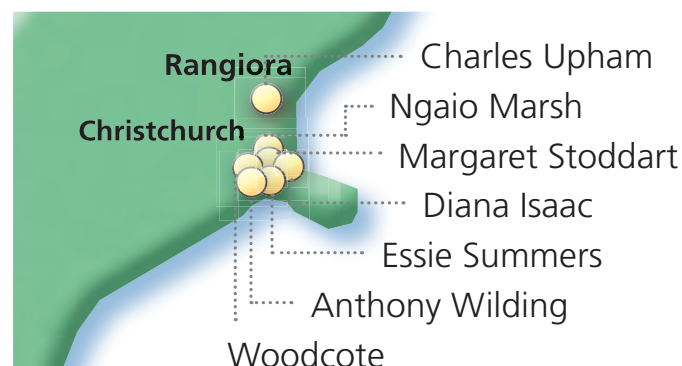 Rangiora
Charles Upham
Ngaio Marsh
Christchurch
Margaret Stoddart
Diana Isaac
Essie Summers
Anthony Wilding
Woodcote